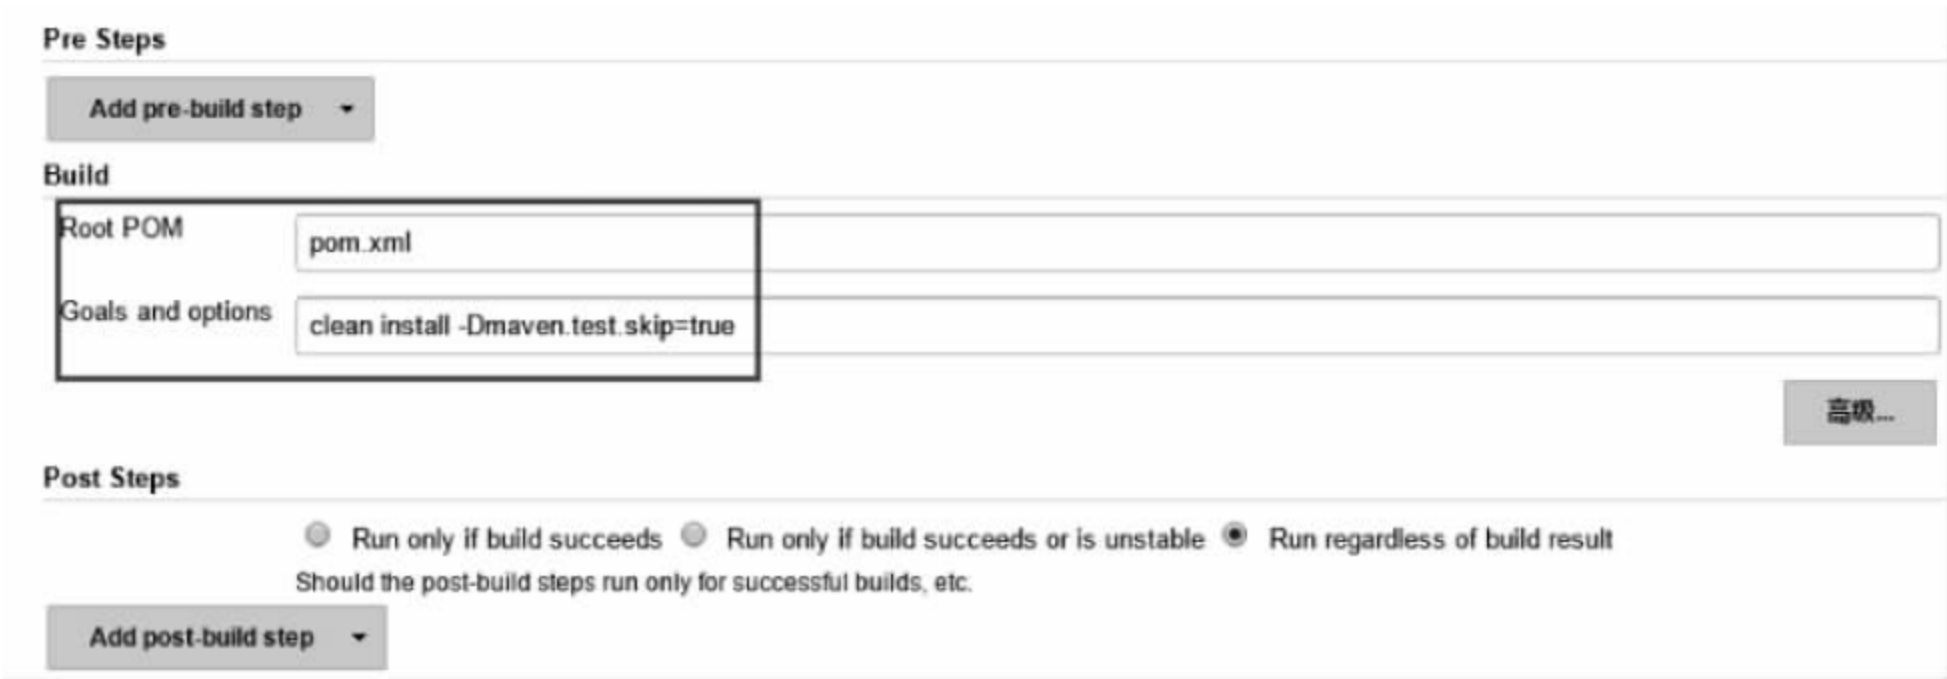 Pre Steps
Add pre-build step
Build
Root POM
pom.xml
Goals and options
clean install -Dmaven.test.skip=true
高级...
Post Steps
Run only if build succeeds Run only if build succeeds or is unstable Run regardless of build result
Should the post-build steps run only for successful builds, etc.
Add post-build step